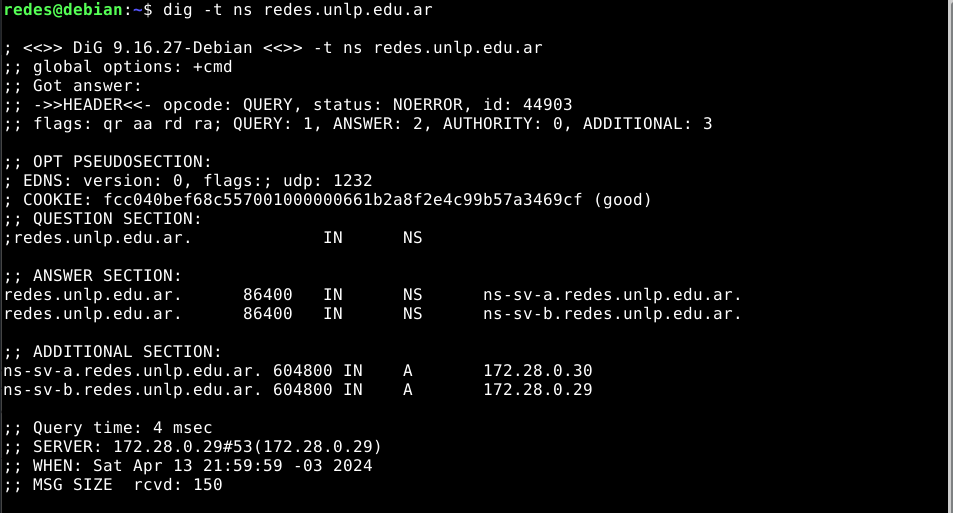 redes@debian:~$ dig -t ns redes.unlp.edu.ar
; <<>> DiG 9.16.27-Debian <<>> -t ns redes.unlp.edu.ar
;; global options: +cmd
;; Got answer:
;; ->>HEADER<<- opcode: QUERY, status: NOERROR, id: 44903
;; flags: qr aa rd ra; QUERY: 1, ANSWER: 2, AUTHORITY: 0, ADDITIONAL: 3
;; OPT PSEUDOSECTION:
; EDNS: version: 0, flags:; udp: 1232
; COOKIE: fcc040bef68c557001000000661b2a8f2e4c99b57a3469cf (good)
;; QUESTION SECTION:
;redes.unlp.edu.ar. IN NS
;; ANSWER SECTION:
redes.unlp.edu.ar. 86400 IN NS ns-sv-a.redes.unlp.edu.ar.
redes.unlp.edu.ar. 86400 IN NS ns-sv-b.redes.unlp.edu.ar.
;; ADDITIONAL SECTION:
ns-sv-a.redes.unlp.edu.ar. 604800 IN A 172.28.0.30
ns-sv-b.redes.unlp.edu.ar. 604800 IN A 172.28.0.29
;; Query time: 4 msec
;; SERVER: 172.28.0.29#53(172.28.0.29)
;; WHEN: Sat Apr 13 21:59:59 -03 2024
;; MSG SIZE  rcvd: 150